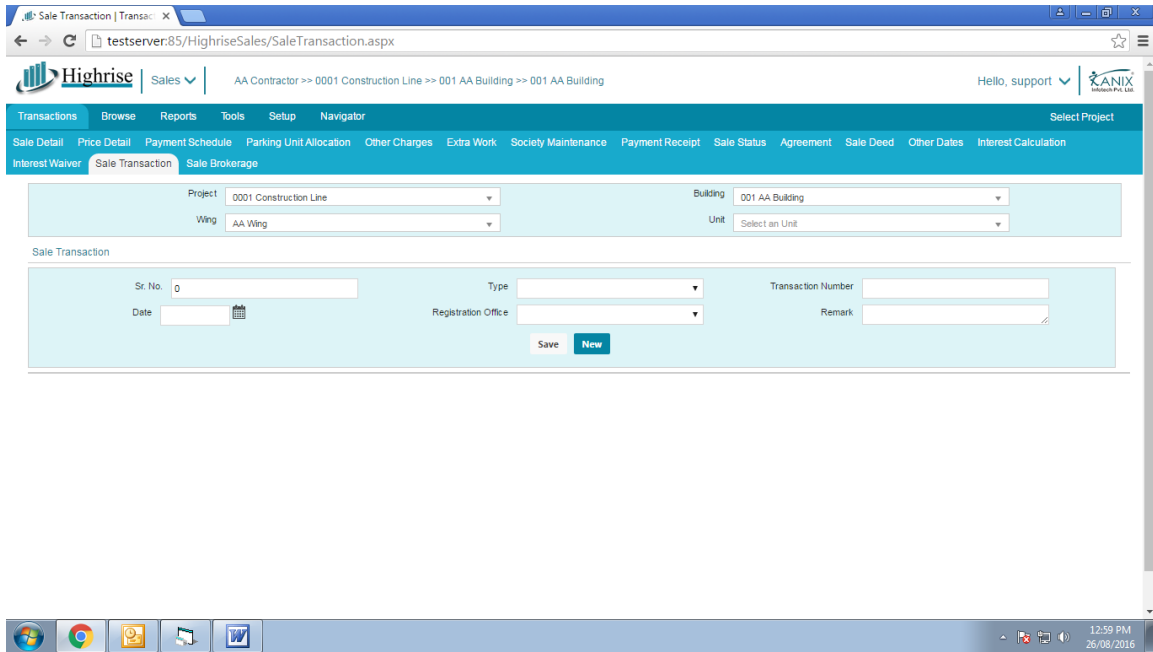 Sale Transaction | Transac
testserver:85/HighriseSales/SaleTransaction.aspx
Highrise Sales AA Contractor >> 0001 Construction Line >> 001 AA Building >> 001 AA Building Hello, support KANIX
Infotech Pvt. Ltd.
Transactions Browse Reports Tools Setup Navigator Select Project
Sale Detail Price Detail Payment Schedule Parking Unit Allocation Other Charges Extra Work Society Maintenance Payment Receipt Sale Status Agreement Sale Deed Other Dates Interest Calculation
Interest Waiver Sale Transaction Sale Brokerage
Project 0001 Construction Line Building 001 AA Building
Wing AA Wing Unit Select an Unit
Sale Transaction
Sr. No. 0 Type Transaction Number
Date Registration Office Remark
Save New
12:59 PM
26/08/2016